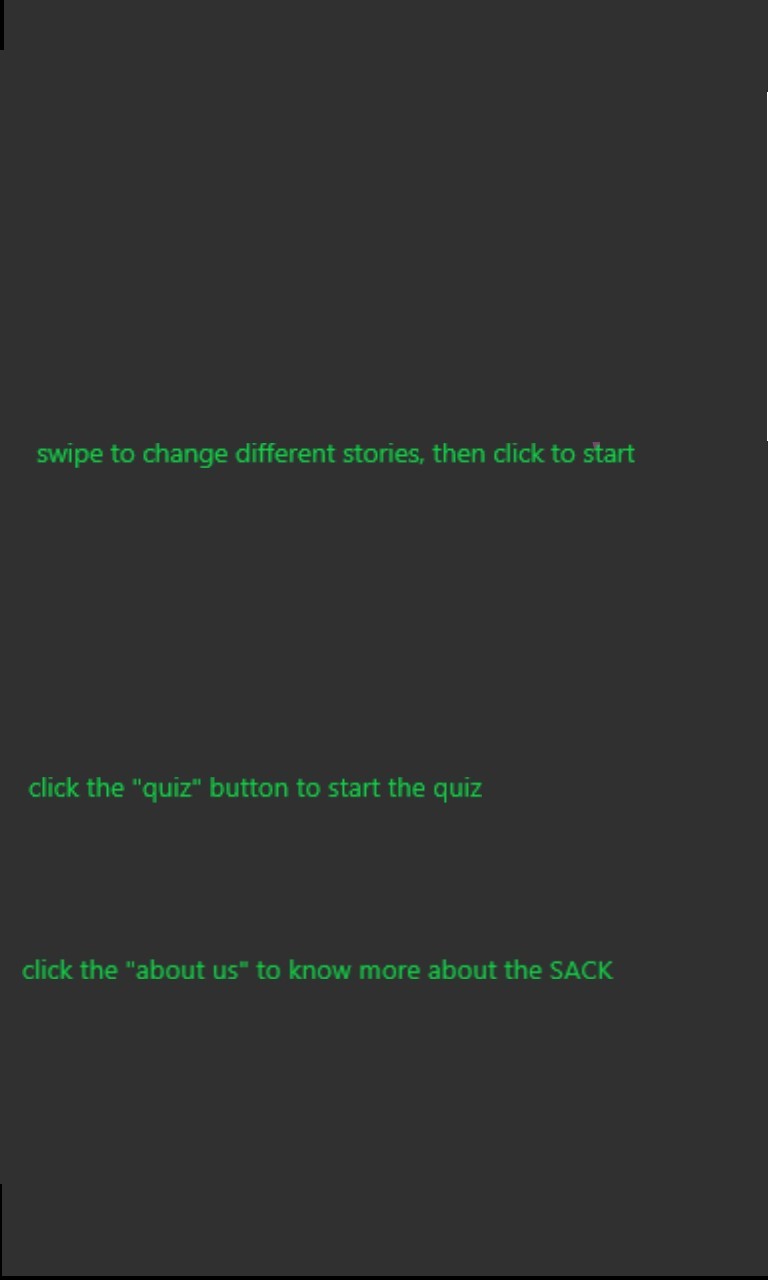 swipe to change different stories, then click to start
click the "quiz" button to start the quiz
click the "about us" to know more about the SACK